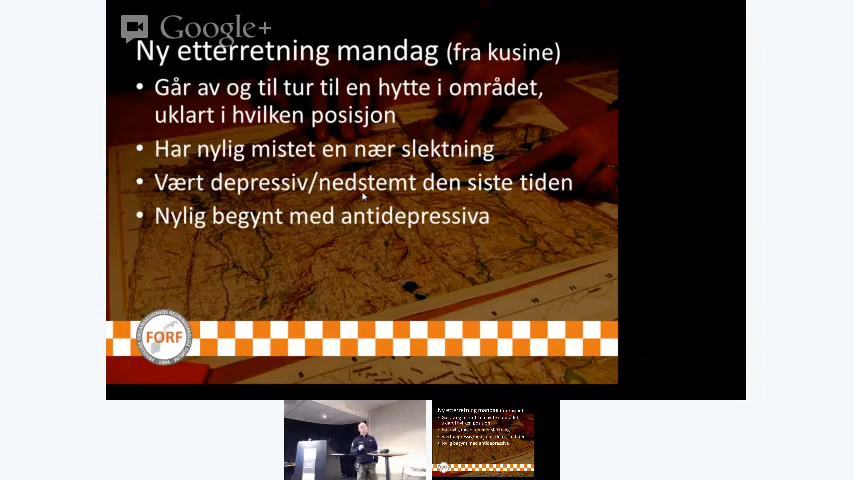 Google+
Ny etterretning mandag (fra kusine)
• Går av og til tur til en hytte i området,
uklart i hvilken posisjon
• Har nylig mistet en nær slektning
• Vært depressiv/nedstemt den siste tiden
• Nylig begynt med antidepressiva
FORF